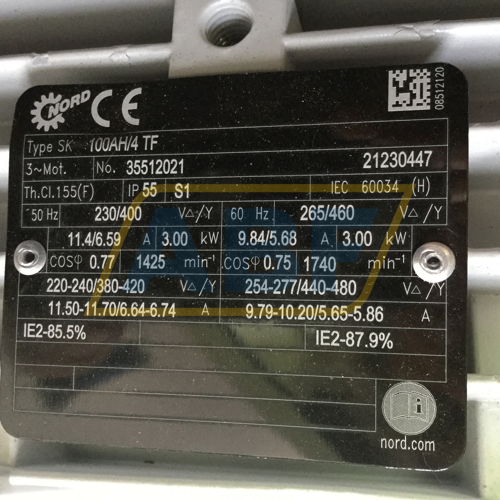 NORD CE
08512120
Type SK 100AH/4 TF
3~Mot. No. 35512021 21230447
Th.Cl.155(F) IP 55 S1 IEC 60034 (H)
50 Hz 230/400 V△/Y 60 Hz 265/460 V△/Y
11.4/6.59 A 3.00 kW 9.84/5.68 A 3.00 kW
cosφ 0.77 1425 min⁻¹ cosφ 0.75 1740 min⁻¹
220-240/380-420 V△/Y 254-277/440-480 V△/Y
11.50-11.70/6.64-6.74 A 9.79-10.20/5.65-5.86 A
IE2-85.5% IE2-87.9%
nord.com